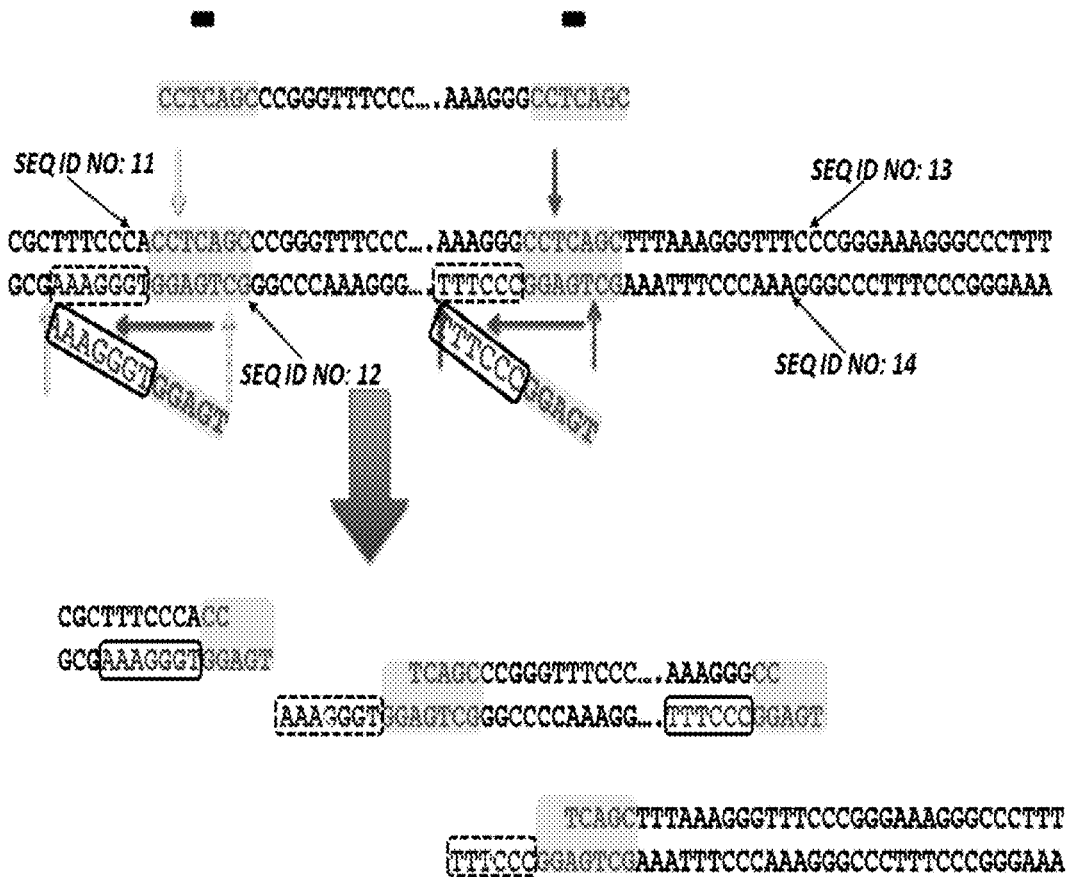 CCTCAGCCCGGGTTTCCC....AAAGGGCCTCAGC
SEQ ID NO: 11
SEQ ID NO: 13
CGCTTTCCCACCTCAGCCCGGGTTTCCC....AAAGGGCCTCAGCTTTAAAGGGTTTCCCGGGAAAGGGCCCTTT
GCGAAAGGGTGGAGTCGGGCCCAAAGGG....TTTCCCGGAGTCGAAATTTCCCAAAGGGCCCTTTCCCGGGAAA
AAAGGGTGGAGT
SEQ ID NO: 12
TTTCCCGGAGT
SEQ ID NO: 14
CGCTTTCCCACC
GCGAAAGGGTGGAGT
TCAGCCCGGGTTTCCC....AAAGGGCC
AAAGGGTGGAGTCGGGCCCCAAAGG....TTTCCCGGAGT
TCAGCTTTAAAGGGTTTCCCGGGAAAGGGCCCTTT
TTTCCCGGAGTCGAAATTTCCCAAAGGGCCCTTTCCCGGGAAA